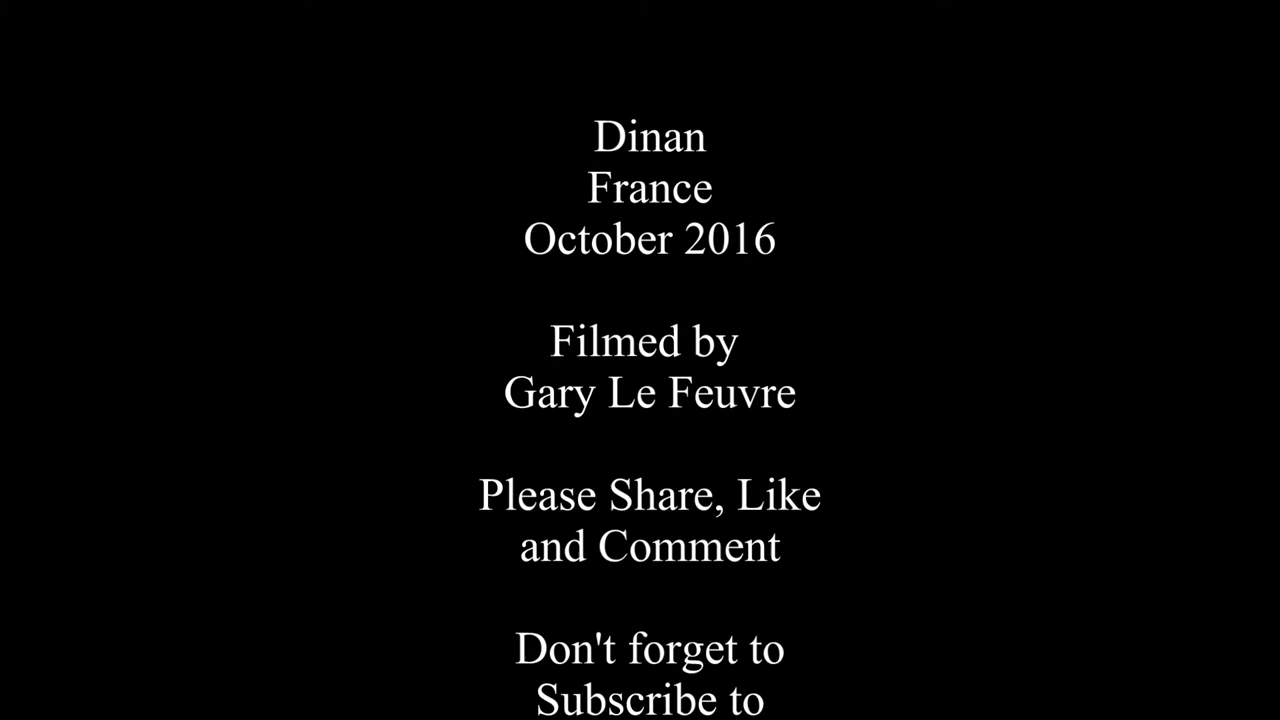 Dinan
France
October 2016
Filmed by
Gary Le Feuvre
Please Share, Like
and Comment
Don't forget to
Subscribe to